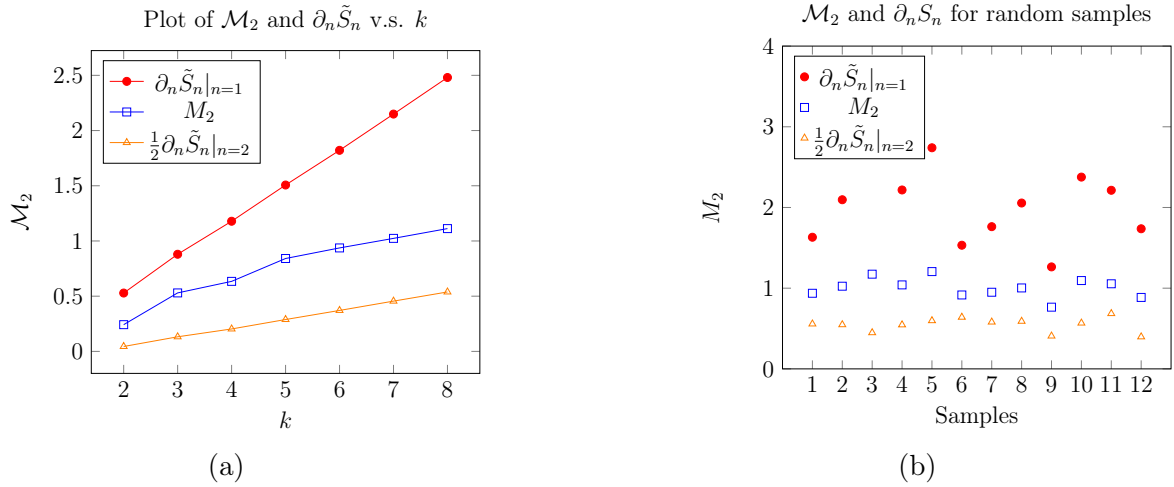 Plot of $\mathcal{M}_2$ and $\partial_n \tilde{S}_n$ v.s. $k$
$\partial_n \tilde{S}_n|_{n=1}$
$M_2$
$\frac{1}{2}\partial_n \tilde{S}_n|_{n=2}$
2.5
2
1.5
1
0.5
0
$\mathcal{M}_2$
2 3 4 5 6 7 8
$k$
(a)
$\mathcal{M}_2$ and $\partial_n S_n$ for random samples
$\partial_n \tilde{S}_n|_{n=1}$
$M_2$
$\frac{1}{2}\partial_n \tilde{S}_n|_{n=2}$
4
3
2
1
0
$M_2$
1 2 3 4 5 6 7 8 9 10 11 12
Samples
(b)